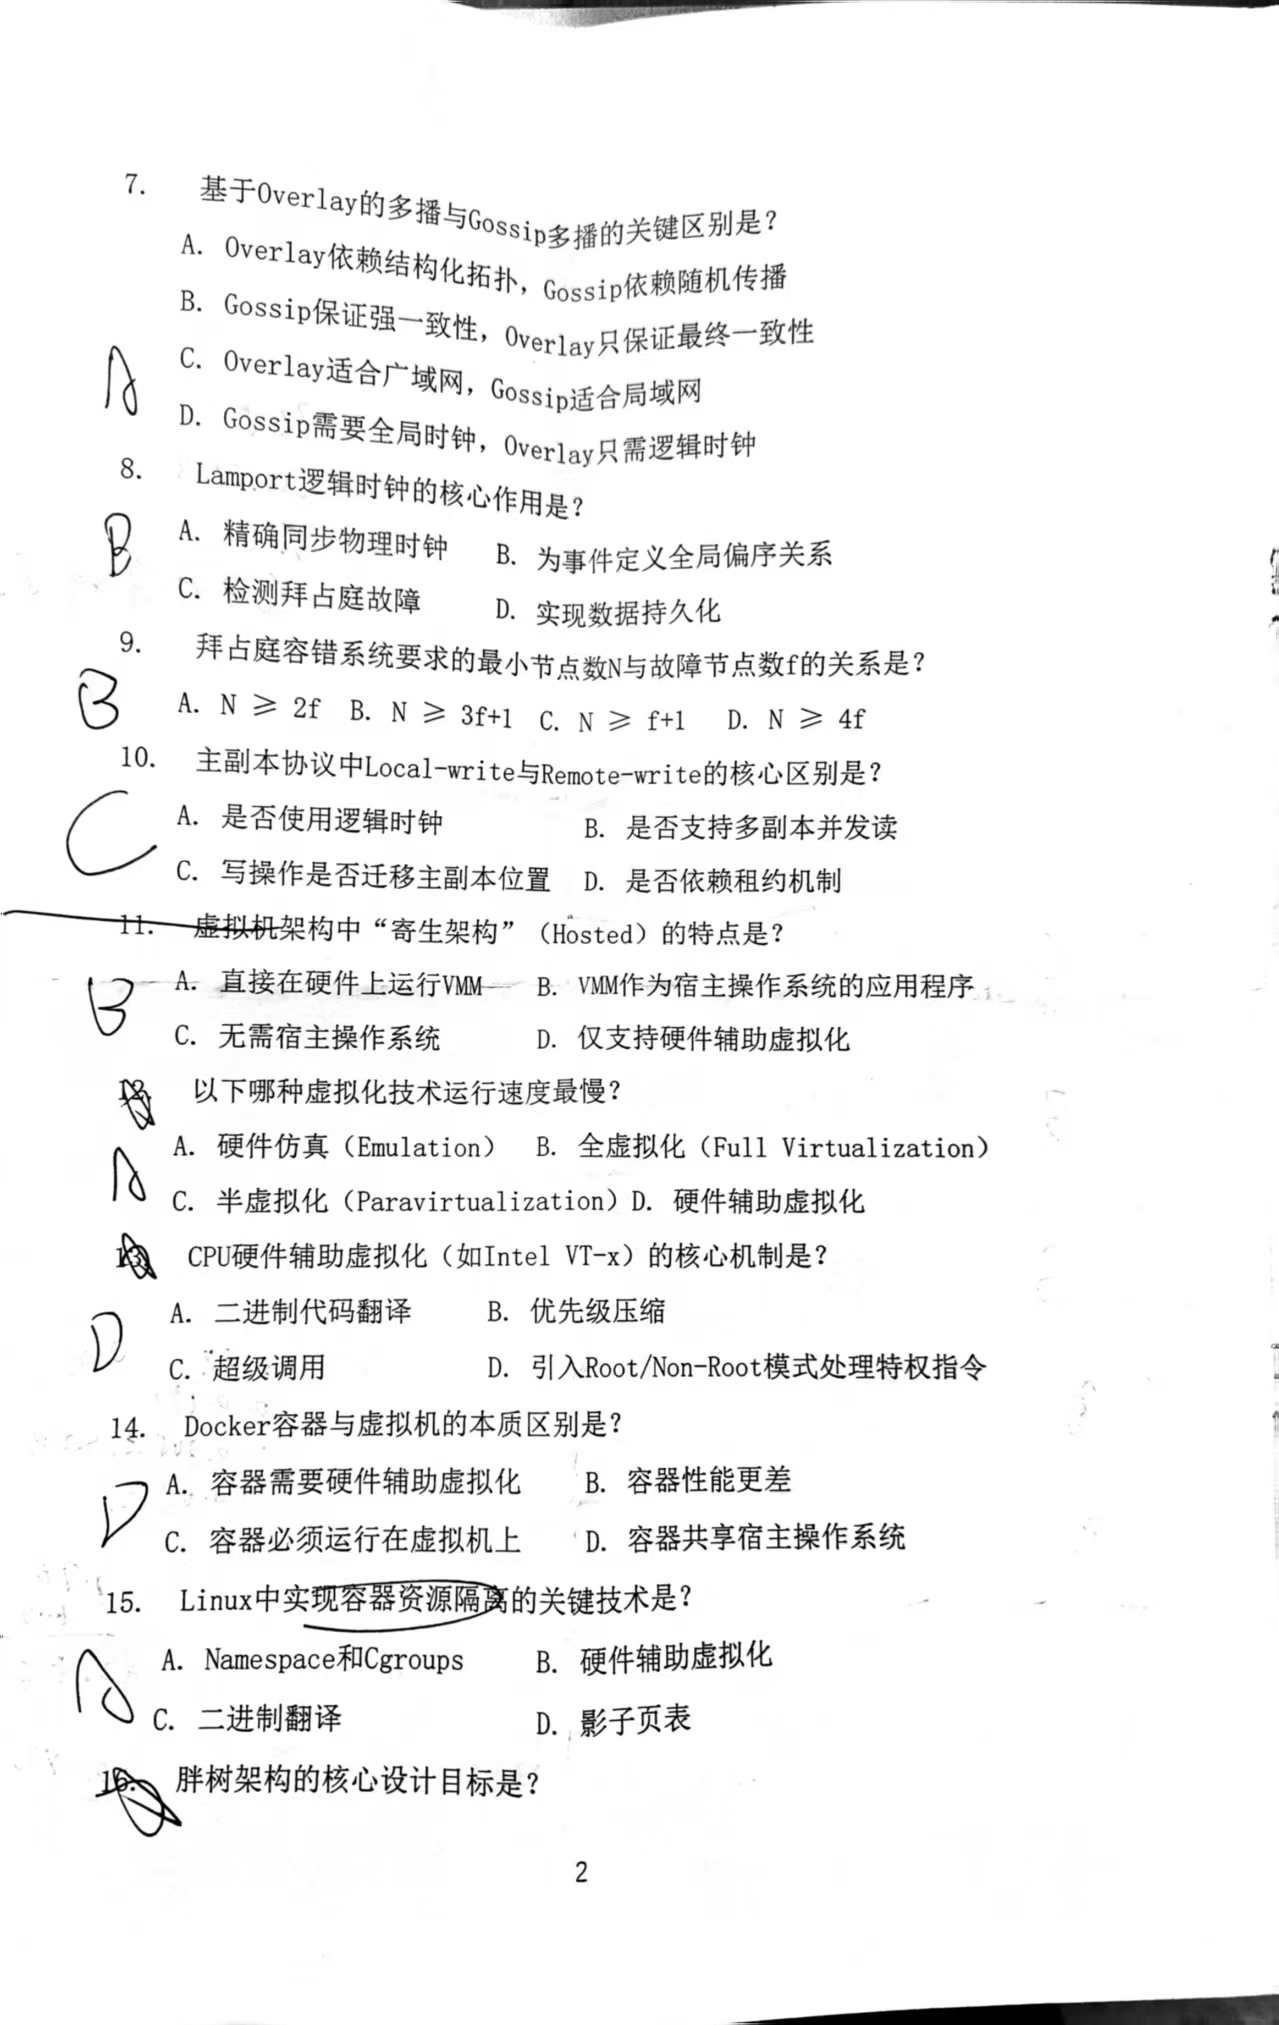 7. 基于Overlay的多播与Gossip多播的关键区别是？
A. Overlay依赖结构化拓扑，Gossip依赖随机传播
B. Gossip保证强一致性，Overlay只保证最终一致性
C. Overlay适合广域网，Gossip适合局域网
A
D. Gossip需要全局时钟，Overlay只需逻辑时钟
8. Lamport逻辑时钟的核心作用是？
B
A. 精确同步物理时钟 B. 为事件定义全局偏序关系
C. 检测拜占庭故障 D. 实现数据持久化
9. 拜占庭容错系统要求的最小节点数N与故障节点数f的关系是？
B
A. N ≥ 2f B. N ≥ 3f+1 C. N ≥ f+1 D. N ≥ 4f
10. 主副本协议中Local-write与Remote-write的核心区别是？
C
A. 是否使用逻辑时钟 B. 是否支持多副本并发读
C. 写操作是否迁移主副本位置 D. 是否依赖租约机制
11. 虚拟机架构中“寄生架构”（Hosted）的特点是？
B
A. 直接在硬件上运行VMM B. VMM作为宿主操作系统的应用程序
C. 无需宿主操作系统 D. 仅支持硬件辅助虚拟化
12. 以下哪种虚拟化技术运行速度最慢？
A
A. 硬件仿真（Emulation） B. 全虚拟化（Full Virtualization）
C. 半虚拟化（Paravirtualization） D. 硬件辅助虚拟化
13. CPU硬件辅助虚拟化（如Intel VT-x）的核心机制是？
D
A. 二进制代码翻译 B. 优先级压缩
C. 超级调用 D. 引入Root/Non-Root模式处理特权指令
14. Docker容器与虚拟机的本质区别是？
D
A. 容器需要硬件辅助虚拟化 B. 容器性能更差
C. 容器必须运行在虚拟机上 D. 容器共享宿主操作系统
15. Linux中实现容器资源隔离的关键技术是？
A
A. Namespace和Cgroups B. 硬件辅助虚拟化
C. 二进制翻译 D. 影子页表
16. 胖树架构的核心设计目标是？
2